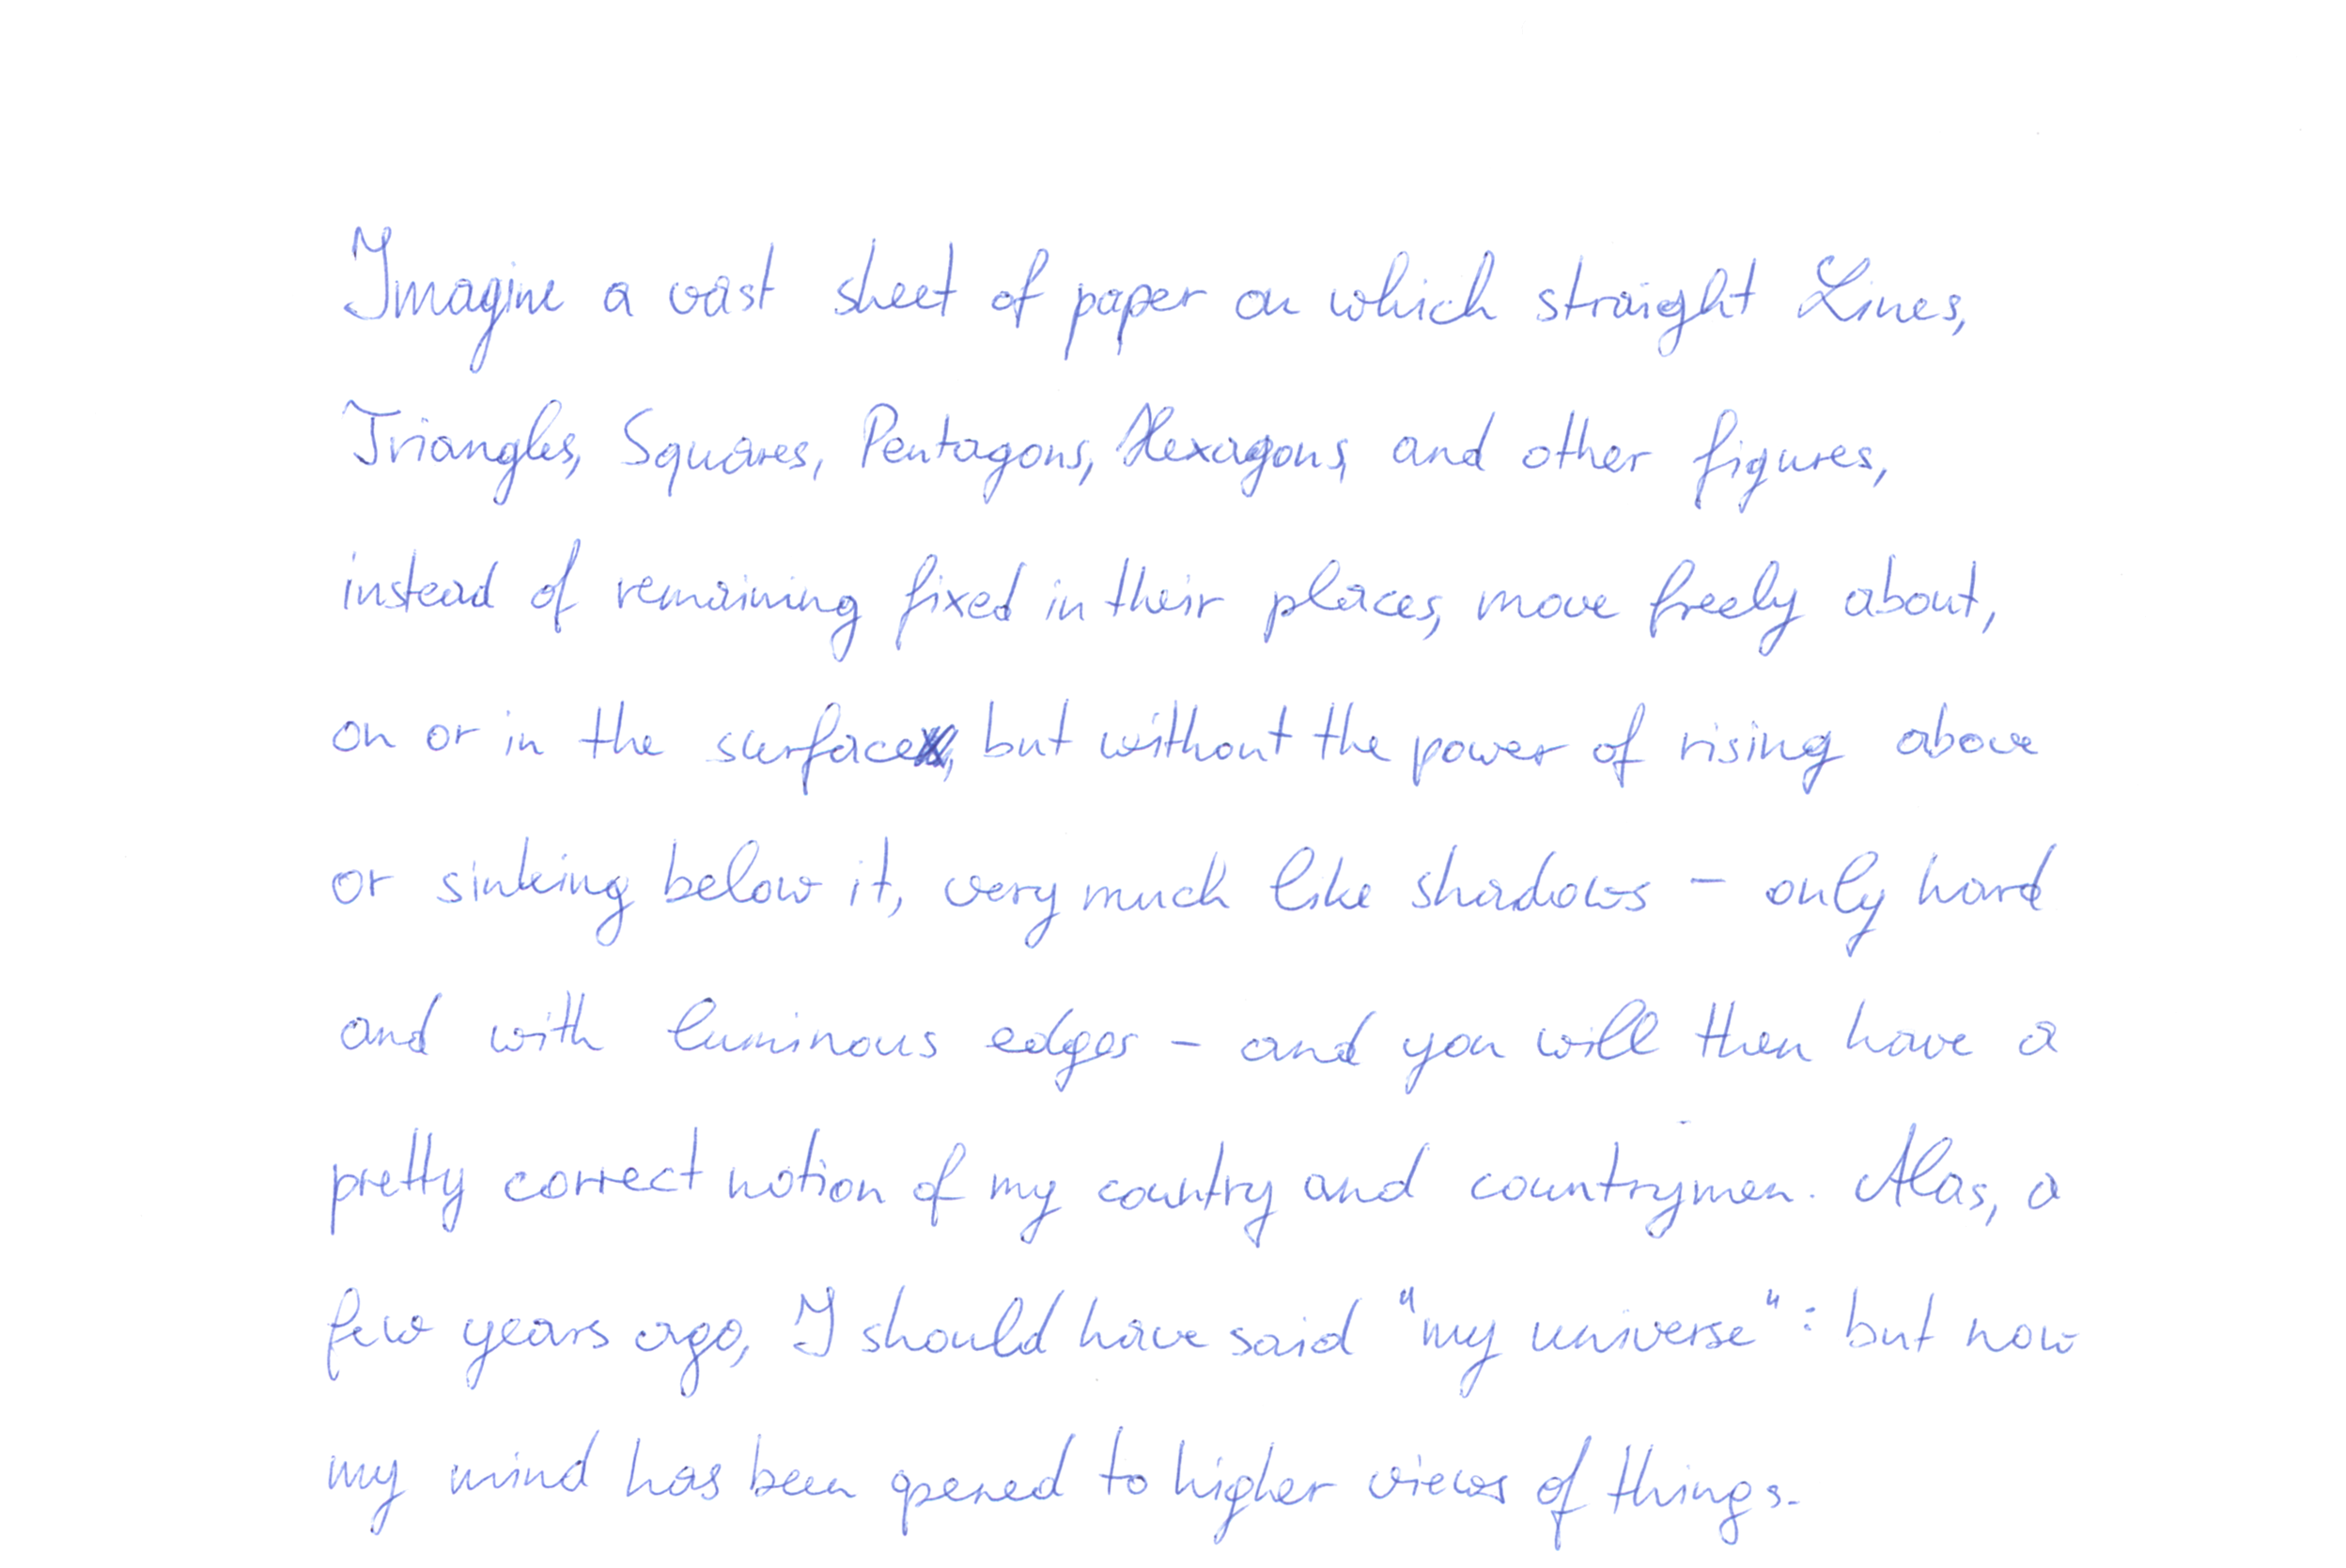 Imagine a vast sheet of paper on which straight Lines,
Triangles, Squares, Pentagons, Hexagons, and other figures,
instead of remaining fixed in their places, move freely about,
on or in the surface, but without the power of rising above
or sinking below it, very much like shadows - only hard
and with luminous edges - and you will then have a
pretty correct notion of my country and countrymen. Alas, a
few years ago, I should have said "my universe": but now
my mind has been opened to higher views of things.